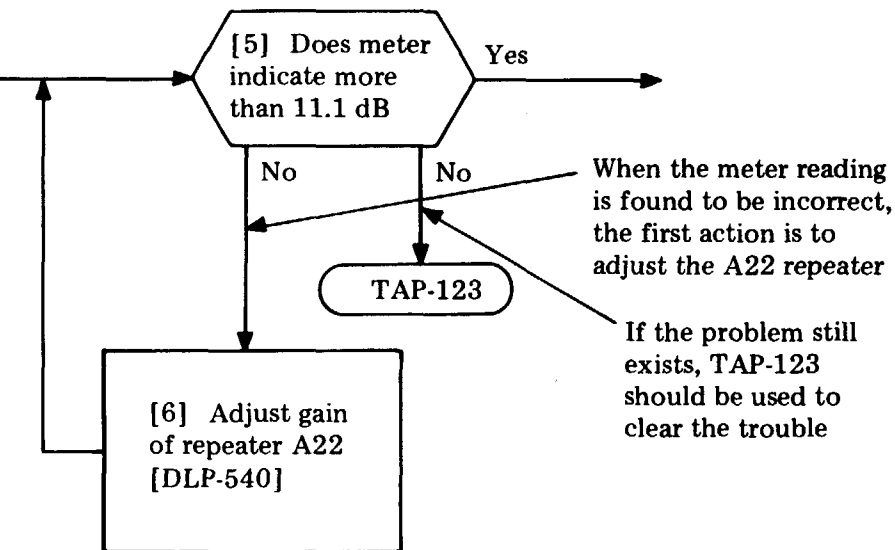 [5] Does meter
indicate more
than 11.1 dB
Yes
No
No
TAP-123
When the meter reading
is found to be incorrect,
the first action is to
adjust the A22 repeater
If the problem still
exists, TAP-123
should be used to
clear the trouble
[6] Adjust gain
of repeater A22
[DLP-540]